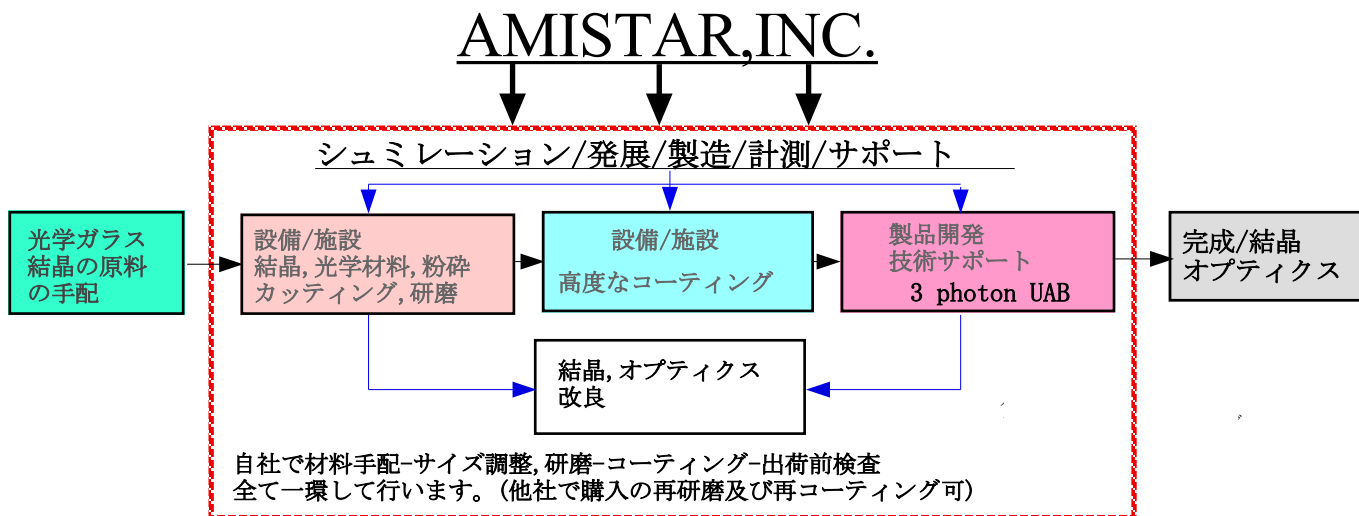 AMISTAR,INC.
シュミレーション/発展/製造/計測/サポート
光学ガラス
結晶の原料
の手配
設備/施設
結晶,光学材料,粉砕
カッティング,研磨
設備/施設
高度なコーティング
製品開発
技術サポート
3 photon UAB
完成/結晶
オプティクス
結晶,オプティクス
改良
自社で材料手配-サイズ調整,研磨-コーティング-出荷前検査
全て一環して行います。(他社で購入の再研磨及び再コーティング可)